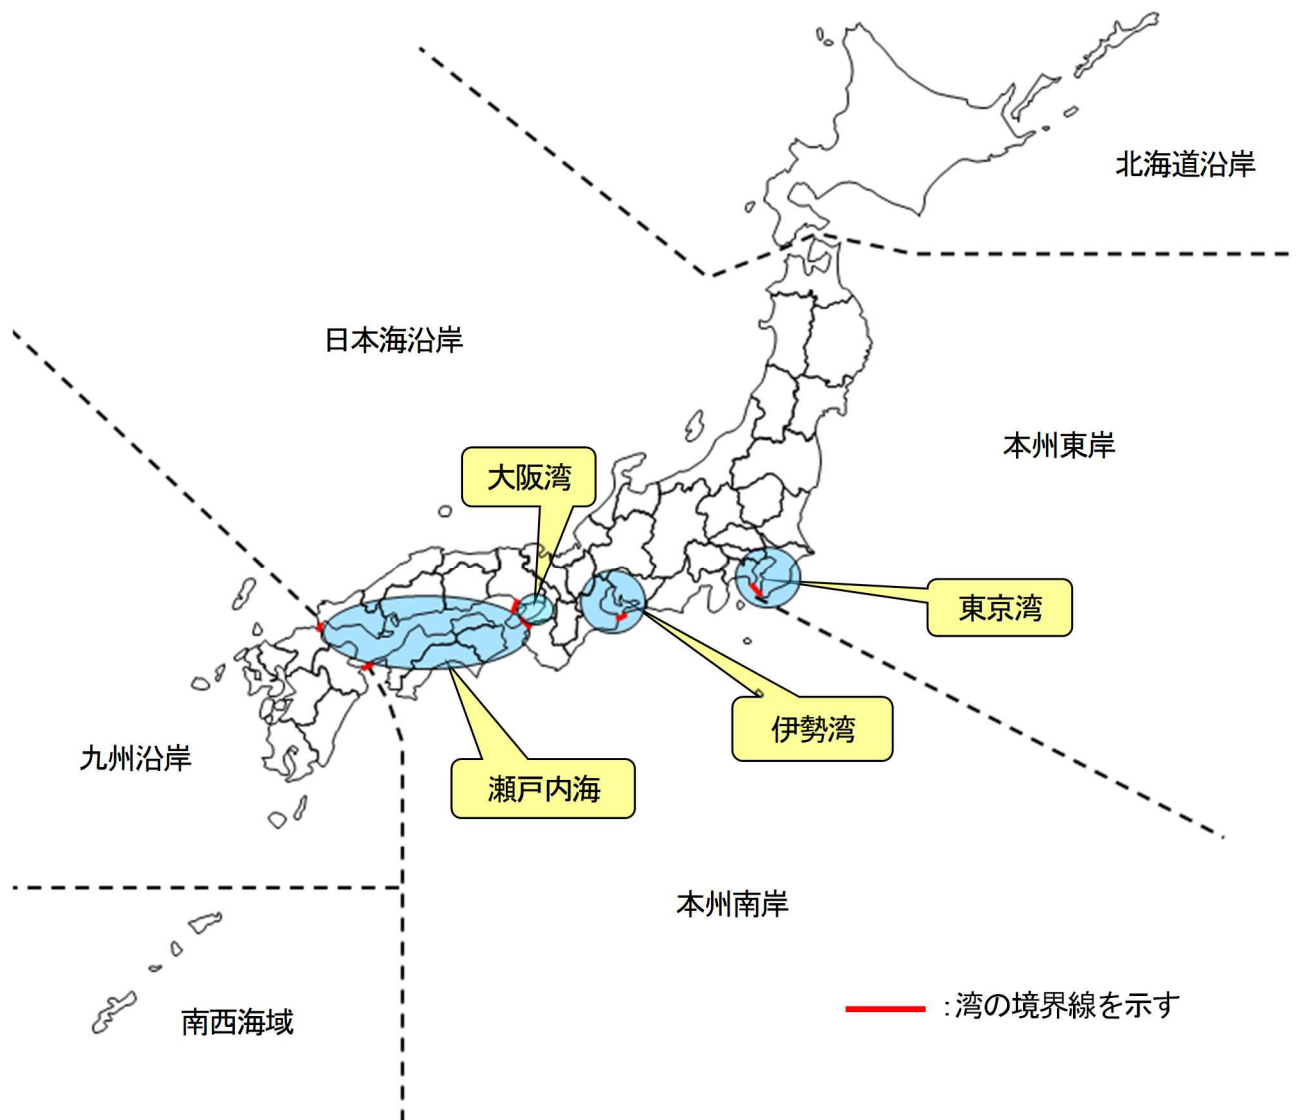 北海道沿岸
日本海沿岸
本州東岸
大阪湾
東京湾
伊勢湾
九州沿岸
瀬戸内海
本州南岸
南西海域
:湾の境界線を示す